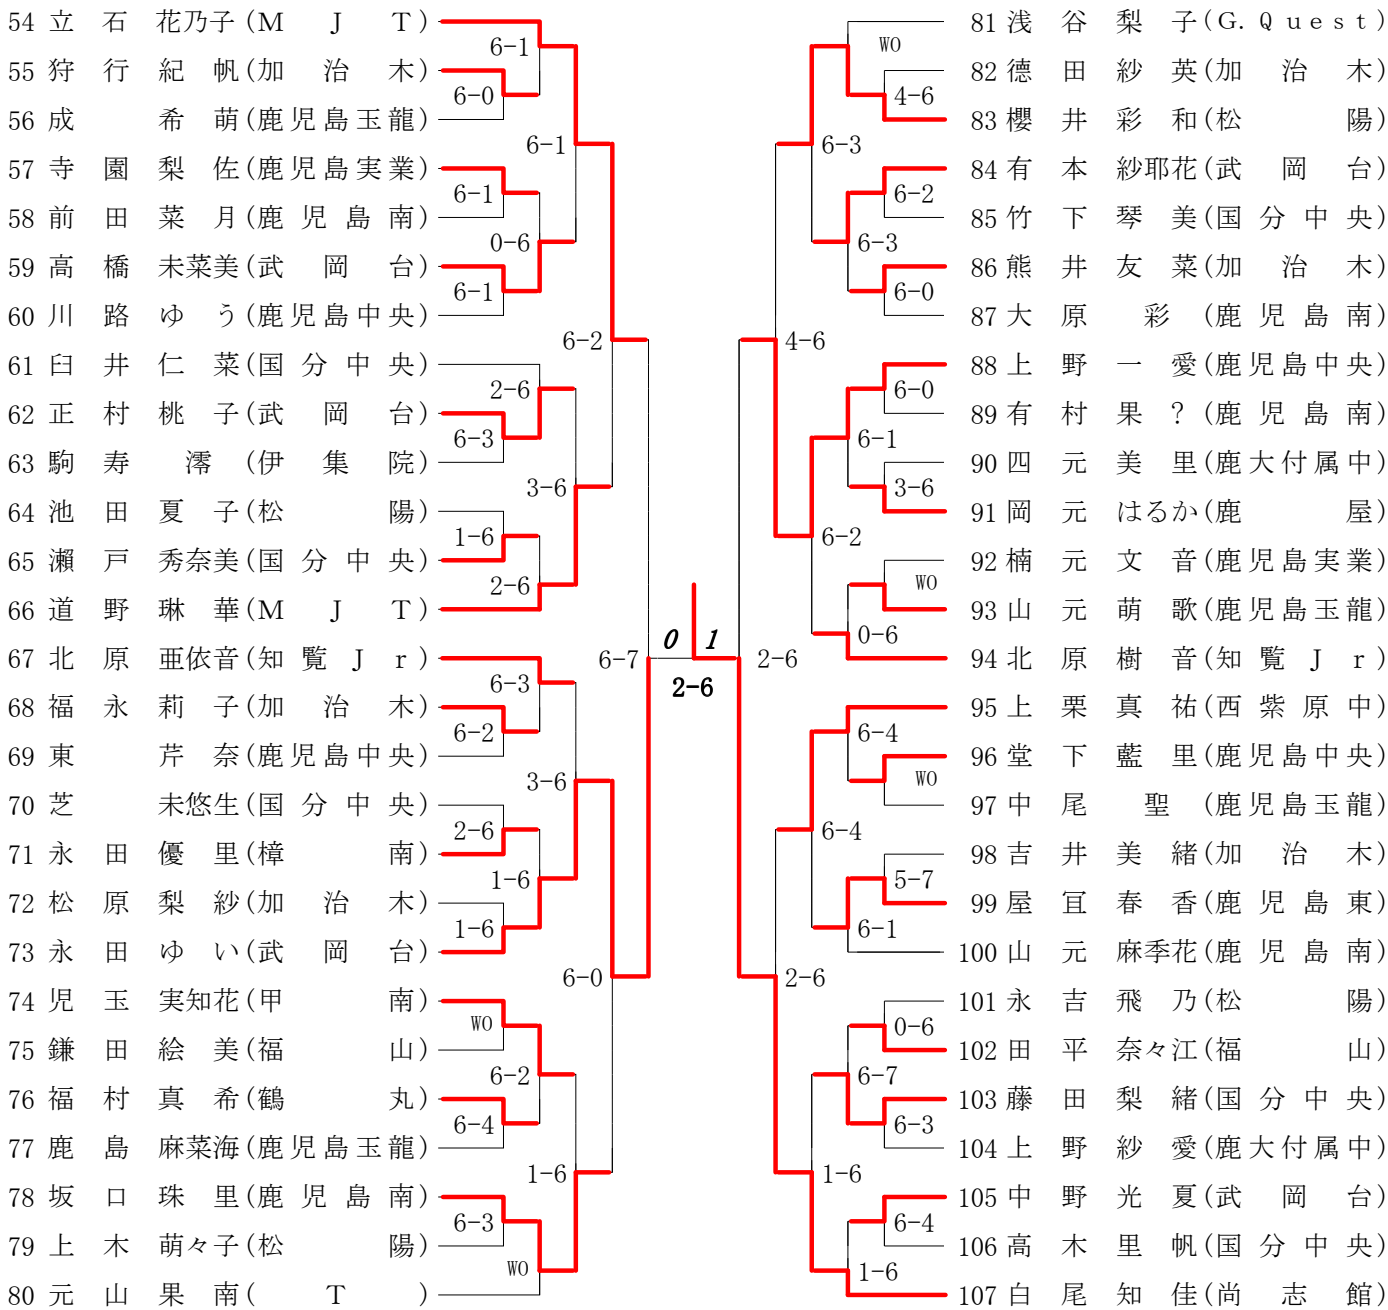 54 立石 花乃子 (MJT)
6-1
55 狩行 紀帆 (加治木)
6-0
56 成 希萌 (鹿児島玉龍)
6-1
57 寺園 梨佐 (鹿児島実業)
6-1
58 前田 菜月 (鹿児島南)
0-6
59 高橋 未菜美 (武岡台)
6-1
60 川路 ゆう (鹿児島中央)
6-2
61 臼井 仁菜 (国分中央)
2-6
62 正村 桃子 (武岡台)
6-3
63 駒寿 澪 (伊集院)
3-6
64 池田 夏子 (松陽)
1-6
65 瀬戸 秀奈美 (国分中央)
2-6
66 道野 琳華 (MJT)
6-7
67 北原 亜依音 (知覧Jr)
6-3
68 福永 莉子 (加治木)
6-2
69 東 芹奈 (鹿児島中央)
3-6
70 芝 未悠生 (国分中央)
2-6
71 永田 優里 (樟南)
1-6
72 松原 梨紗 (加治木)
1-6
73 永田 ゆい (武岡台)
6-0
74 児玉 実知花 (甲南)
WO
75 鎌田 絵美 (福山)
6-2
76 福村 真希 (鶴丸)
6-4
77 鹿島 麻菜海 (鹿児島玉龍)
1-6
78 坂口 珠里 (鹿児島南)
6-3
79 上木 萌々子 (松陽)
WO
80 元山 果南 (T)
0 1
2-6
81 浅谷 梨子 (G.Quest)
WO
82 德田 紗英 (加治木)
4-6
83 櫻井 彩和 (松陽)
6-3
84 有本 紗耶花 (武岡台)
6-2
85 竹下 琴美 (国分中央)
6-3
86 熊井 友菜 (加治木)
6-0
87 大原 彩 (鹿児島南)
4-6
88 上野 一愛 (鹿児島中央)
6-0
89 有村 果? (鹿児島南)
6-1
90 四元 美里 (鹿大付属中)
3-6
91 岡元 はるか (鹿屋)
6-2
92 楠元 文音 (鹿児島実業)
WO
93 山元 萌歌 (鹿児島玉龍)
0-6
94 北原 樹音 (知覧Jr)
2-6
95 上栗 真祐 (西紫原中)
6-4
96 堂下 藍里 (鹿児島中央)
WO
97 中尾 聖 (鹿児島玉龍)
6-4
98 吉井 美緒 (加治木)
5-7
99 屋冝 春香 (鹿児島東)
6-1
100 山元 麻季花 (鹿児島南)
2-6
101 永吉 飛乃 (松陽)
0-6
102 田平 奈々江 (福山)
6-7
103 藤田 梨緒 (国分中央)
6-3
104 上野 紗愛 (鹿大付属中)
1-6
105 中野 光夏 (武岡台)
6-4
106 高木 里帆 (国分中央)
1-6
107 白尾 知佳 (尚志館)